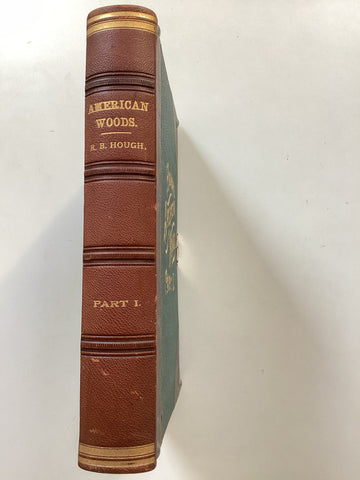 AMERICAN
WOODS.
R. B. HOUGH.
PART I.